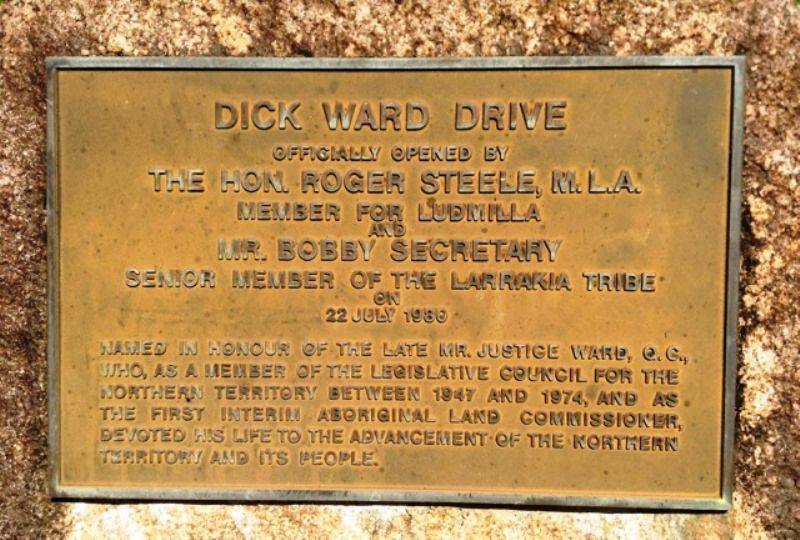 DICK WARD DRIVE
OFFICIALLY OPENED BY
THE HON. ROGER STEELE, M.L.A.
MEMBER FOR LUDMILLA
AND
MR. BOBBY SECRETARY
SENIOR MEMBER OF THE LARRAKIA TRIBE
ON
22 JULY 1980
NAMED IN HONOUR OF THE LATE MR. JUSTICE WARD, Q.C.,
WHO, AS A MEMBER OF THE LEGISLATIVE COUNCIL FOR THE
NORTHERN TERRITORY BETWEEN 1947 AND 1974, AND AS
THE FIRST INTERIM ABORIGINAL LAND COMMISSIONER,
DEVOTED HIS LIFE TO THE ADVANCEMENT OF THE NORTHERN
TERRITORY AND ITS PEOPLE.